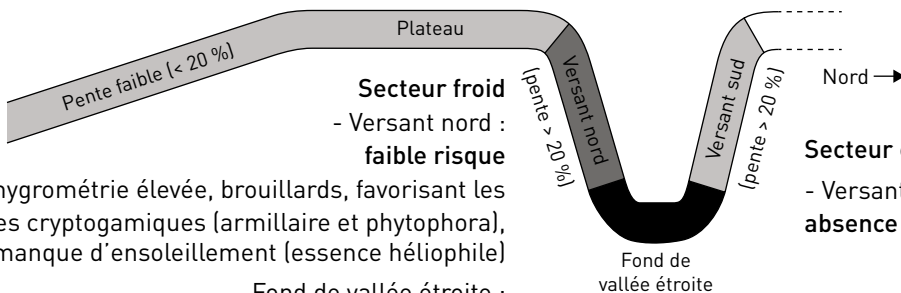 Plateau
Pente faible (< 20 %)
Versant nord
(pente > 20 %)
Versant sud
(pente > 20 %)
Nord
Secteur froid
- Versant nord :
faible risque
hygrométrie élevée, brouillards, favorisant les
cryptogamiques (armillaire et phytophora),
manque d'ensoleillement (essence héliophile)
Fond de vallée étroite :
Fond de
vallée étroite
Secteur
- Versant
absence